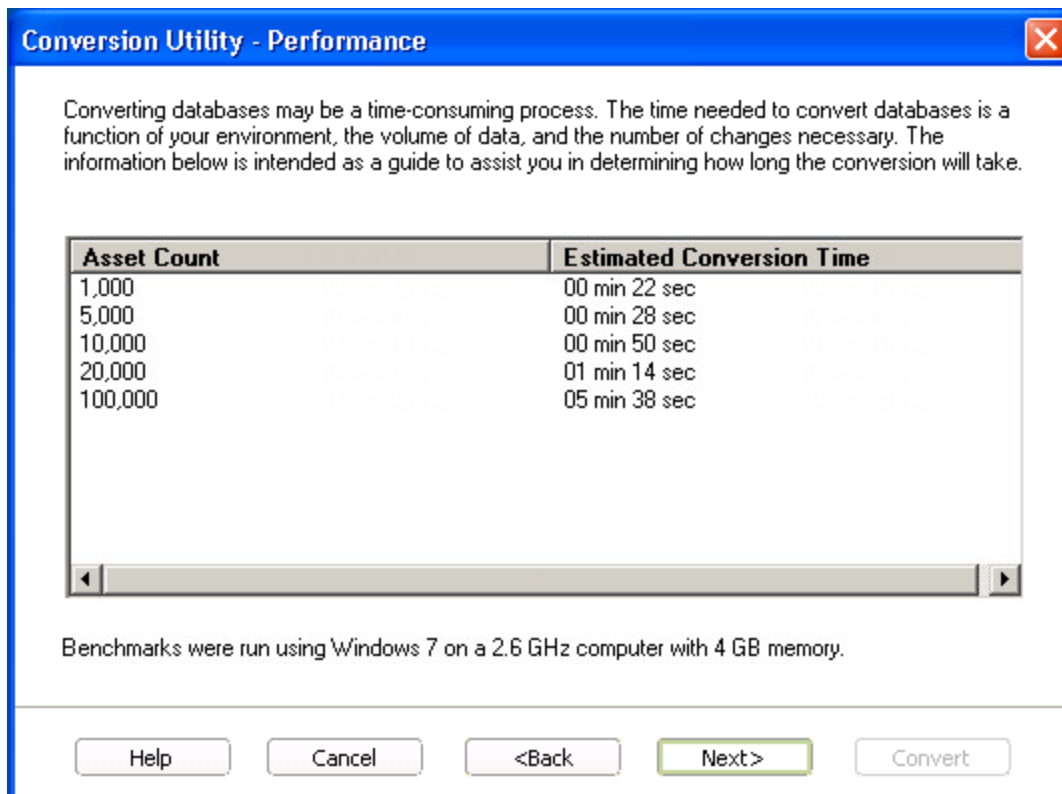 Conversion Utility - Performance
Converting databases may be a time-consuming process. The time needed to convert databases is a
function of your environment, the volume of data, and the number of changes necessary. The
information below is intended as a guide to assist you in determining how long the conversion will take.
Asset Count Estimated Conversion Time
1,000 00 min 22 sec
5,000 00 min 28 sec
10,000 00 min 50 sec
20,000 01 min 14 sec
100,000 05 min 38 sec
Benchmarks were run using Windows 7 on a 2.6 GHz computer with 4 GB memory.
Help Cancel <Back Next> Convert